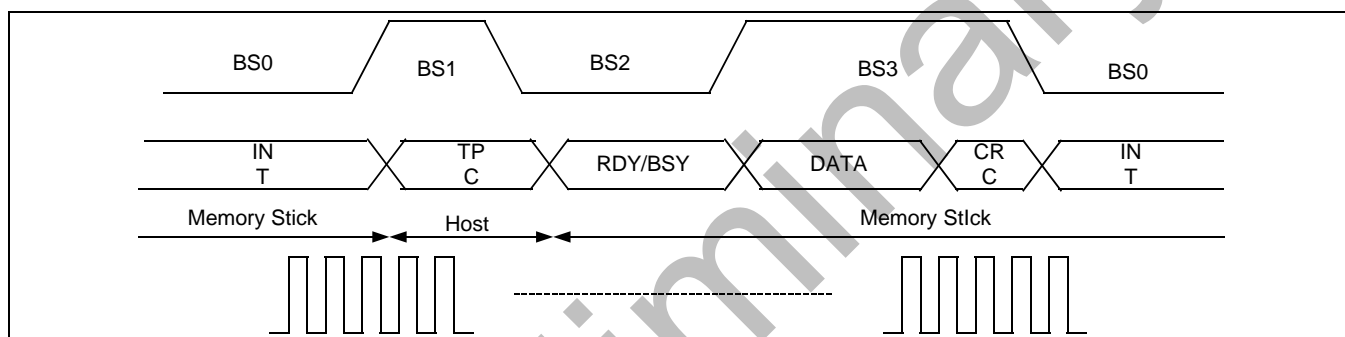 BS0 BS1 BS2 BS3 BS0
IN
T
TP
C
RDY/BSY
DATA
CR
C
IN
T
Memory Stick Host Memory StIck